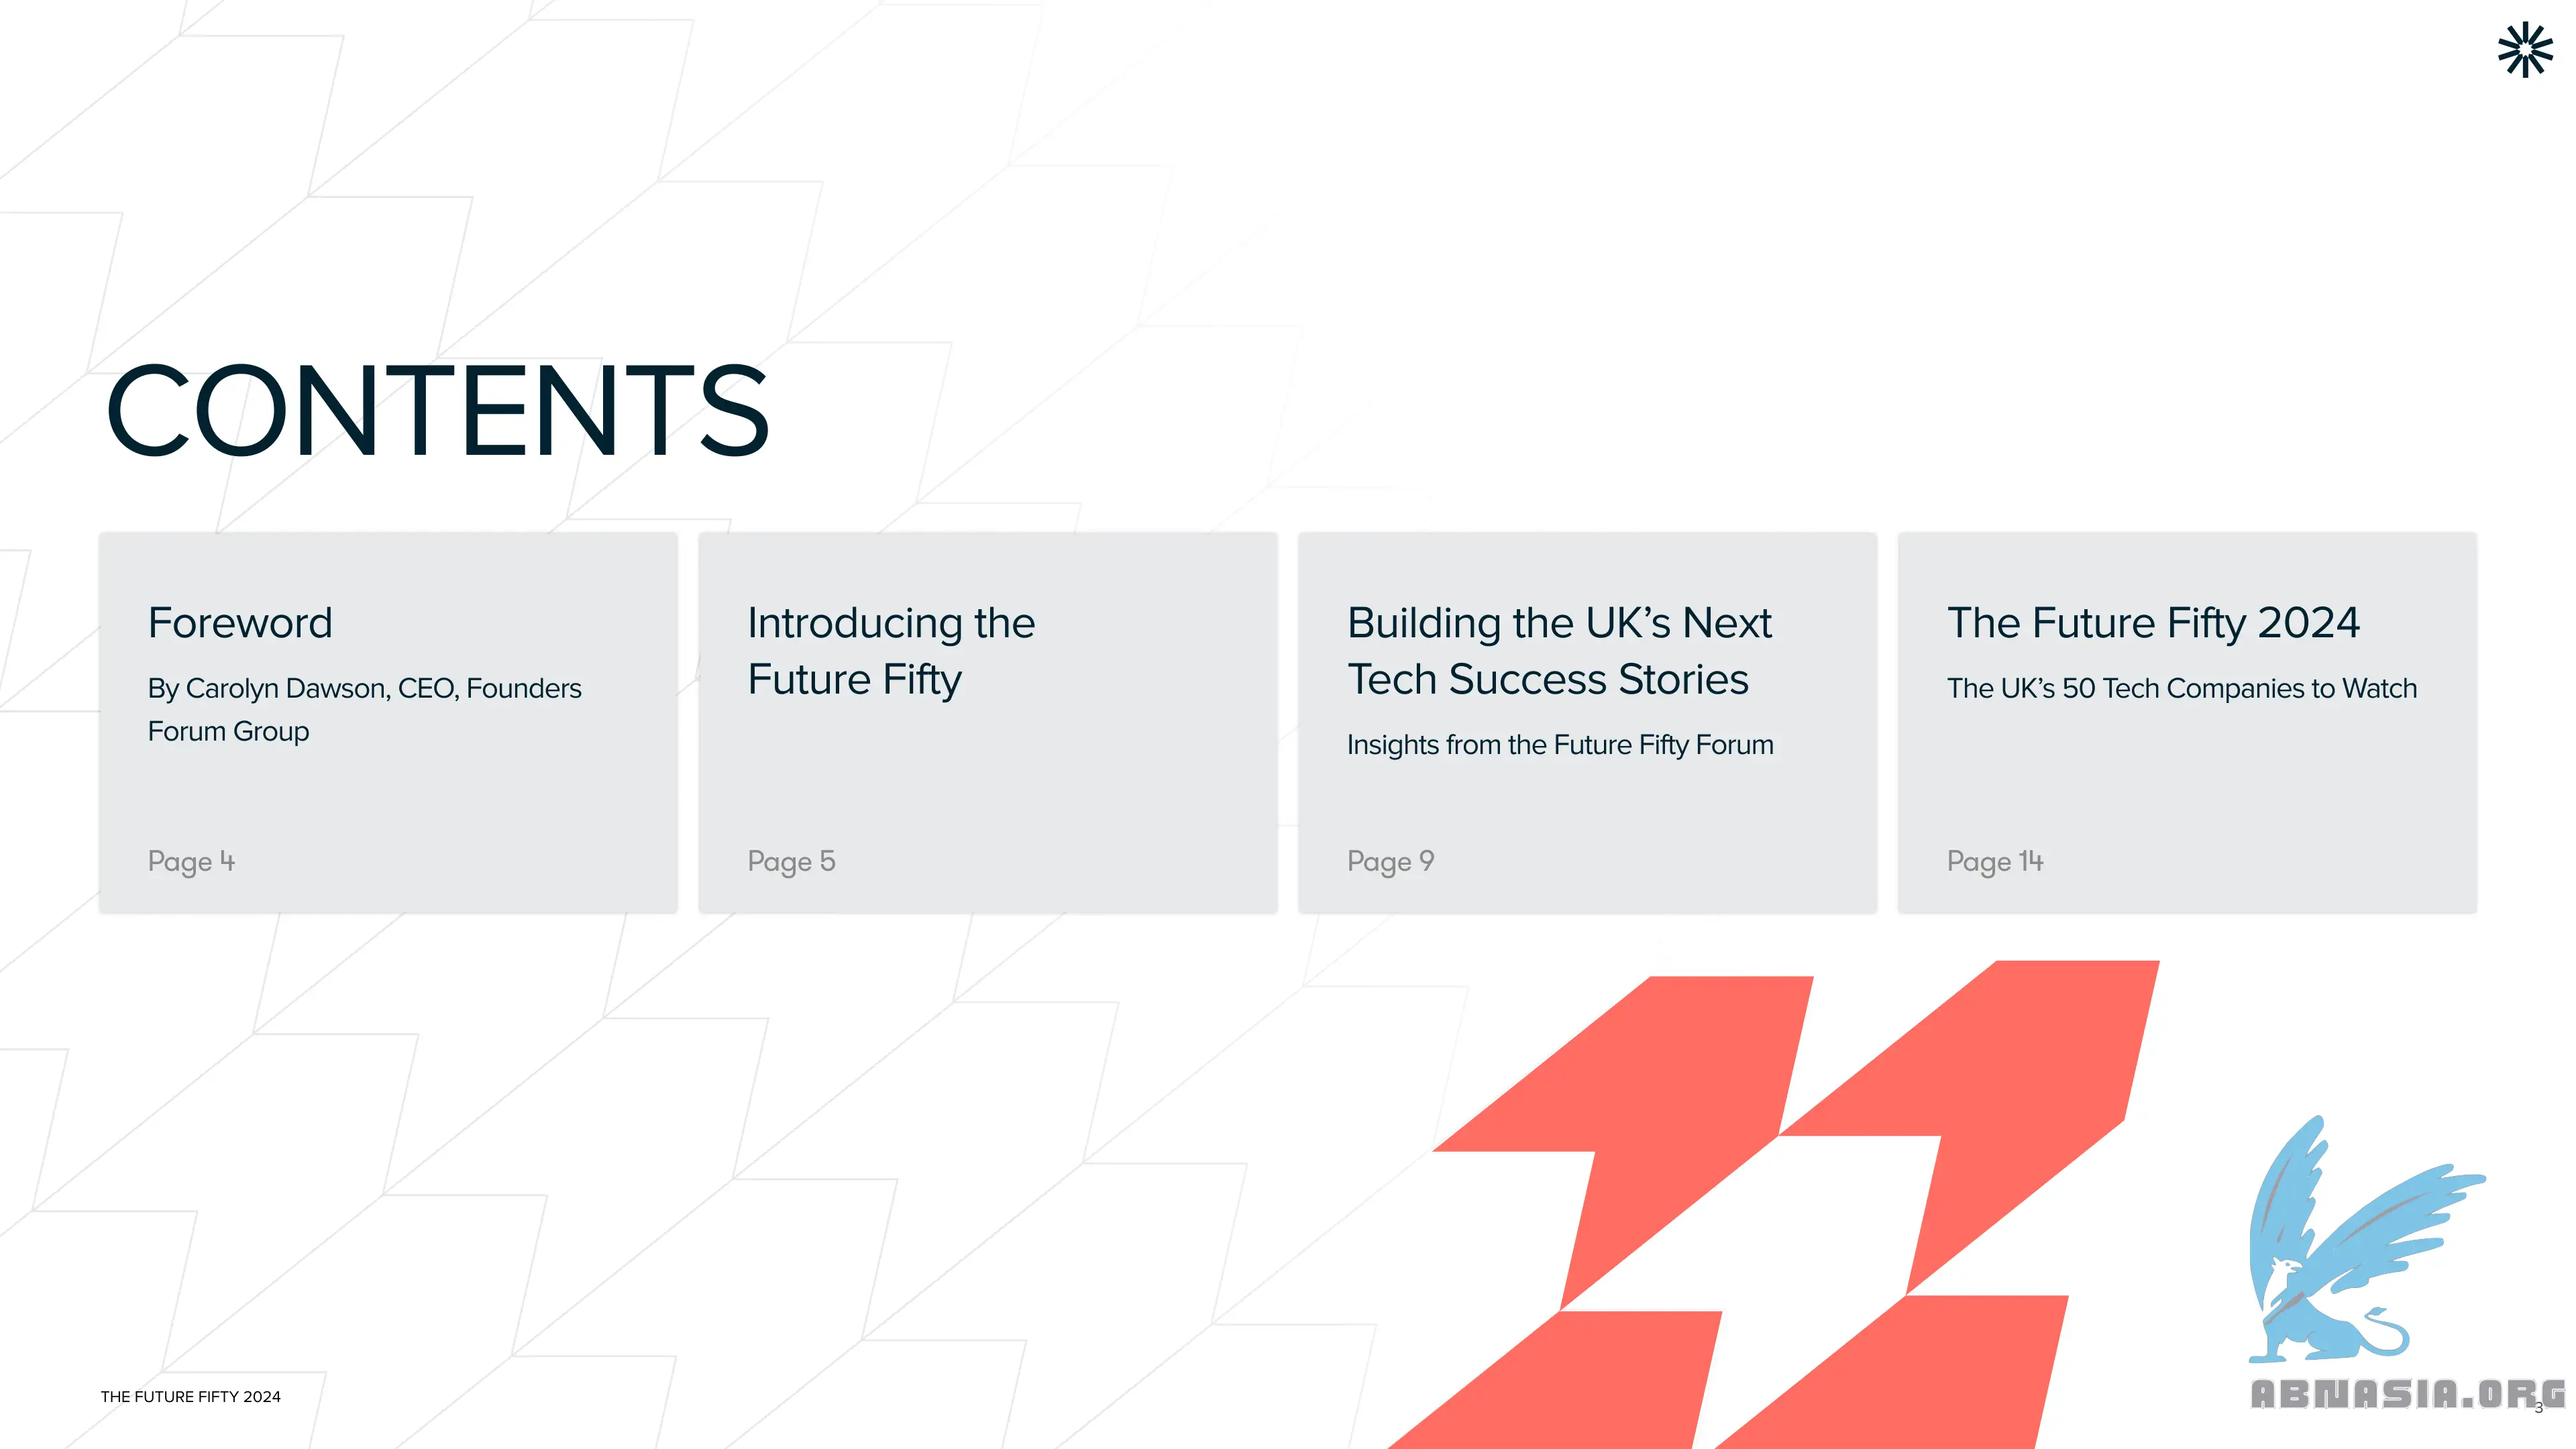 CONTENTS
Foreword
By Carolyn Dawson, CEO, Founders
Forum Group
Page 4
Introducing the
Future Fifty
Page 5
Building the UK’s Next
Tech Success Stories
Insights from the Future Fifty Forum
Page 9
The Future Fifty 2024
The UK’s 50 Tech Companies to Watch
Page 14
THE FUTURE FIFTY 2024
ABNASIA.ORG
3